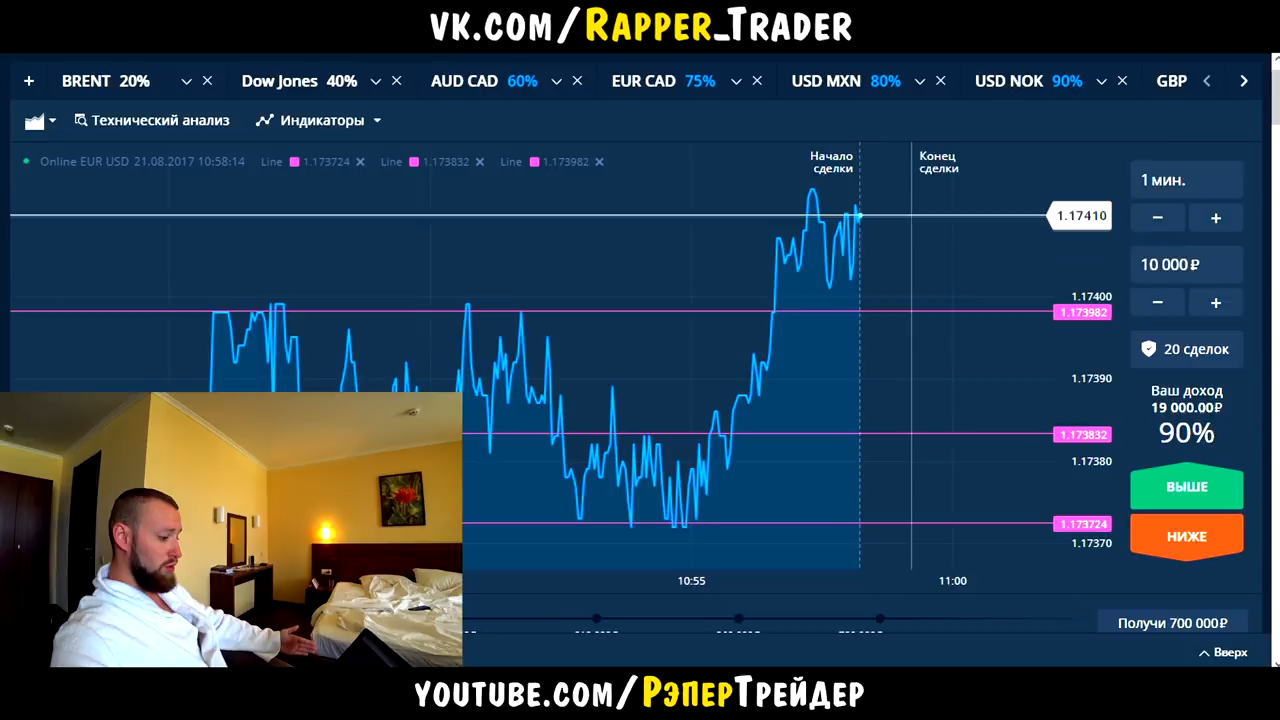 VK.COM/RAPPER_TRADER
+ BRENT 20% Dow Jones 40% AUD CAD 60% EUR CAD 75% USD MXN 80% USD NOK 90% GBP
Технический анализ Индикаторы
Online EUR USD 21.08.2017 10:58:14 Line 1.173724 Line 1.173832 Line 1.173982
Начало
сделки
Конец
сделки
1 мин.
− +
1.17410
10 000 ₽
− +
1.17400
1.173982
20 сделок
1.17390
Ваш доход
19 000.00₽
90%
1.173832
1.17380
ВЫШЕ
1.173724
НИЖЕ
1.17370
10:55 11:00
Получи 700 000₽
Вверх
YOUTUBE.COM/РЭПЕРТРЕЙДЕР